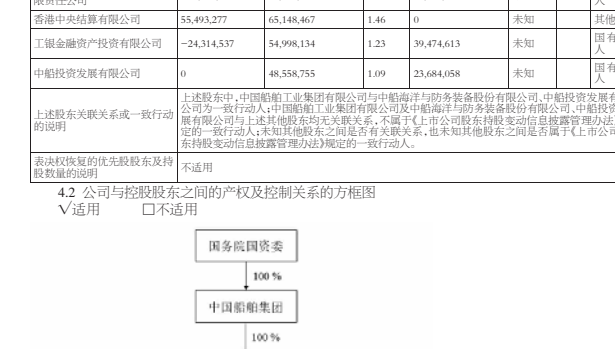 限责任公司 人
香港中央结算有限公司 55,493,277 65,148,467 1.46 0 未知 其他
工银金融资产投资有限公司 −24,314,537 54,998,134 1.23 39,474,613 未知 国有
人
中船投资发展有限公司 0 48,558,755 1.09 23,684,058 未知 国有
人
上述股东关联关系或一致行动
的说明
上述股东中,中国船舶工业集团有限公司与中船海洋与防务装备股份有限公司、中船投资发展有
公司为一致行动人;中国船舶工业集团有限公司及中船海洋与防务装备股份有限公司、中船投资
展有限公司与上述其他股东均无关联关系,不属于《上市公司股东持股变动信息披露管理办法》
定的一致行动人;未知其他股东之间是否有关联关系,也未知其他股东之间是否属于《上市公司
东持股变动信息披露管理办法》规定的一致行动人。
表决权恢复的优先股股东及持
股数量的说明
不适用
4.2 公司与控股股东之间的产权及控制关系的方框图
√适用 □不适用
国务院国资委
100 %
中国船舶集团
100 %